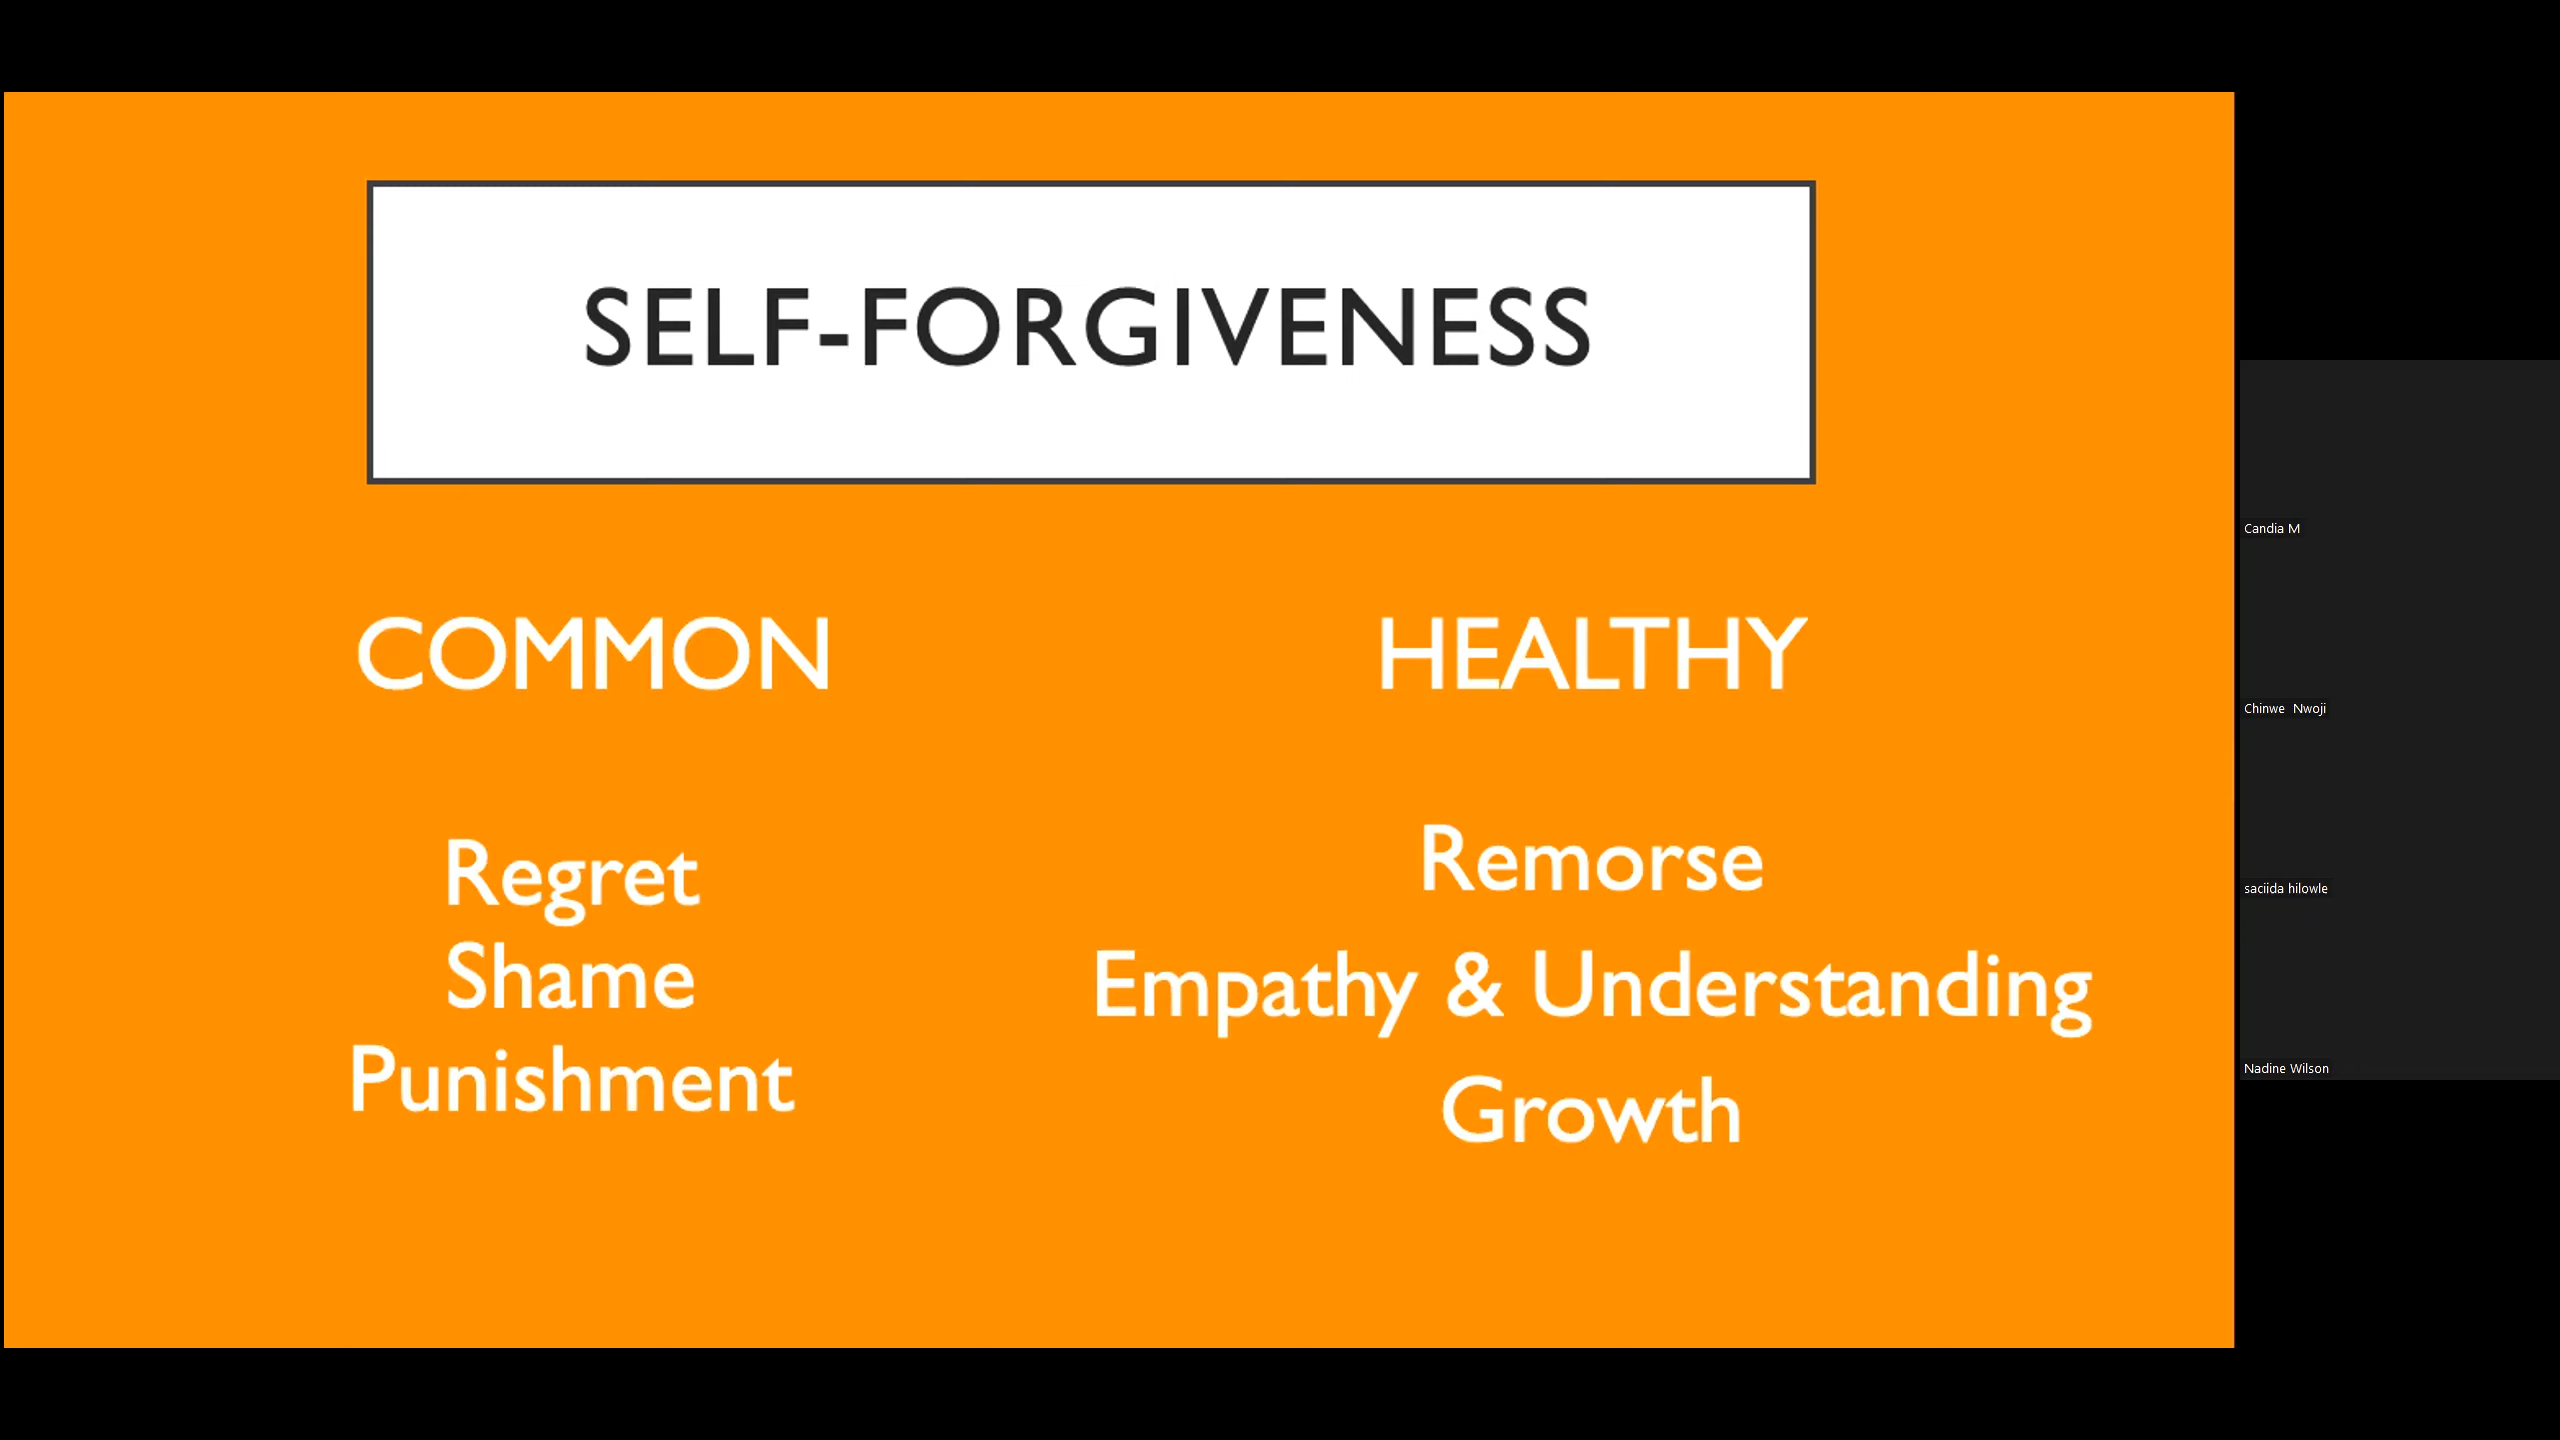 SELF-FORGIVENESS
COMMON
Regret
Shame
Punishment
HEALTHY
Remorse
Empathy & Understanding
Growth
Candia M
Chinwe  Nwoji
saciida hilowle
Nadine Wilson